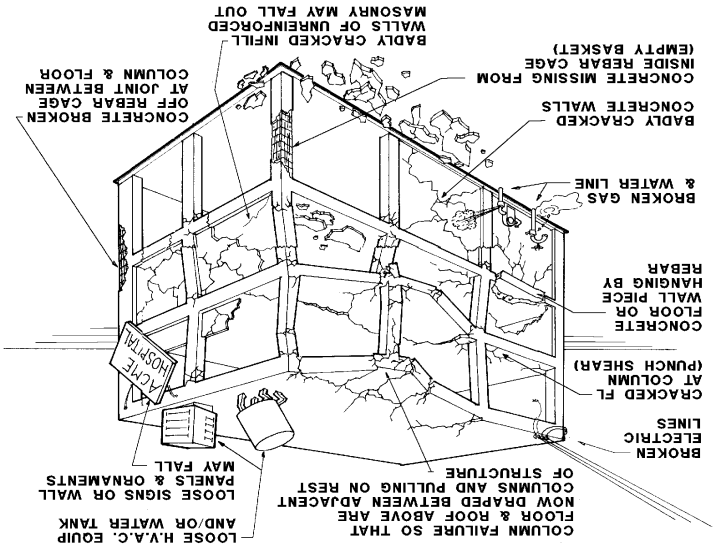 COLUMN FAILURE SO THAT
FLOOR & ROOF ABOVE ARE
NOW DRAPED BETWEEN ADJACENT
COLUMNS AND PULLING ON REST
OF STRUCTURE
LOOSE H.V.A.C. EQUIP
AND/OR WATER TANK
LOOSE SIGNS OR WALL
PANELS & ORNAMENTS
MAY FALL
BROKEN
ELECTRIC
LINES
CRACKED FL
AT COLUMN
(PUNCH SHEAR)
ACME
HOSPITAL
CONCRETE
FLOOR OR
WALL PIECE
HANGING BY
REBAR
BROKEN GAS
& WATER LINE
BADLY CRACKED
CONCRETE WALLS
CONCRETE MISSING FROM
INSIDE REBAR CAGE
(EMPTY BASKET)
CONCRETE BROKEN
OFF REBAR CAGE
AT JOINT BETWEEN
COLUMN & FLOOR
BADLY CRACKED INFILL
WALLS OF UNREINFORCED
MASONRY MAY FALL OUT